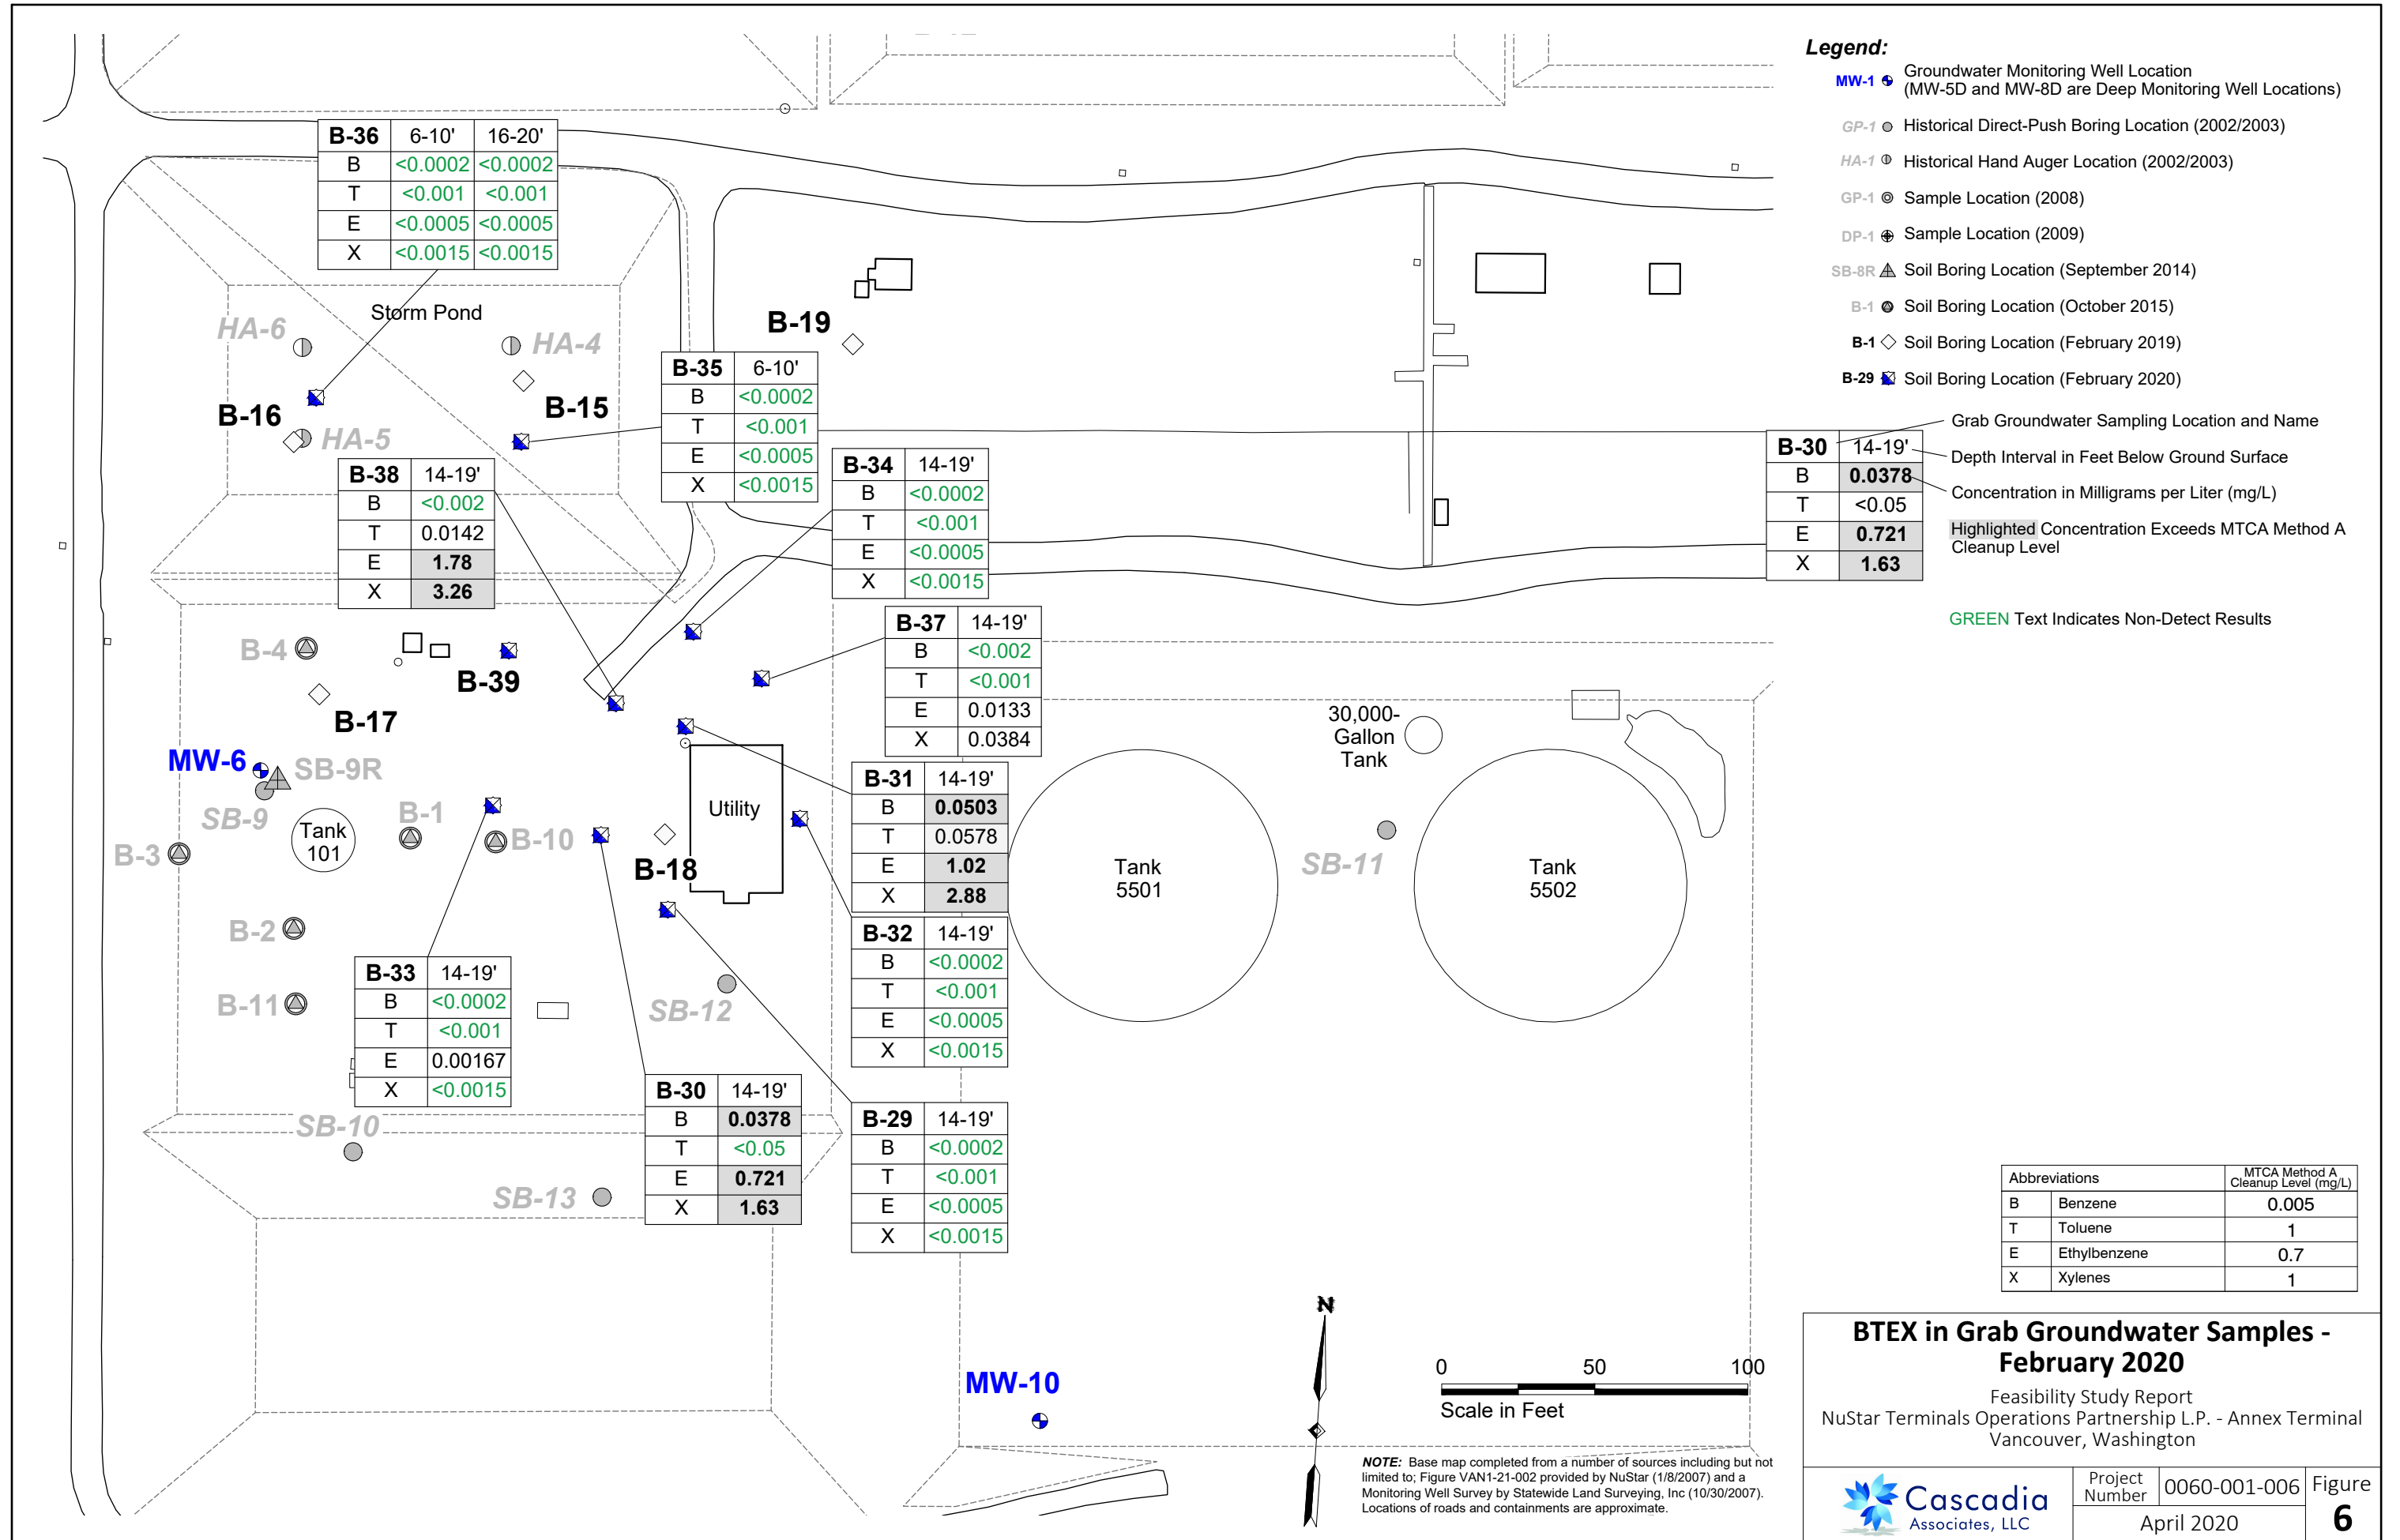 Legend:
MW-1 Groundwater Monitoring Well Location
(MW-5D and MW-8D are Deep Monitoring Well Locations)
GP-1 Historical Direct-Push Boring Location (2002/2003)
HA-1 Historical Hand Auger Location (2002/2003)
GP-1 Sample Location (2008)
DP-1 Sample Location (2009)
SB-8R Soil Boring Location (September 2014)
B-1 Soil Boring Location (October 2015)
B-1 Soil Boring Location (February 2019)
B-29 Soil Boring Location (February 2020)
Grab Groundwater Sampling Location and Name
Depth Interval in Feet Below Ground Surface
Concentration in Milligrams per Liter (mg/L)
Highlighted Concentration Exceeds MTCA Method A
Cleanup Level
B-30 14-19'
B 0.0378
T <0.05
E 0.721
X 1.63
GREEN Text Indicates Non-Detect Results
B-36 6-10' 16-20'
B <0.0002 <0.0002
T <0.001 <0.001
E <0.0005 <0.0005
X <0.0015 <0.0015
Storm Pond
HA-6
HA-4
B-19
B-16
B-15
HA-5
B-35 6-10'
B <0.0002
T <0.001
E <0.0005
X <0.0015
B-38 14-19'
B <0.002
T 0.0142
E 1.78
X 3.26
B-34 14-19'
B <0.0002
T <0.001
E <0.0005
X <0.0015
B-37 14-19'
B <0.002
T <0.001
E 0.0133
X 0.0384
B-4
B-39
B-17
MW-6
SB-9R
SB-9
Tank
101
B-1
B-10
B-3
B-18
Utility
B-31 14-19'
B 0.0503
T 0.0578
E 1.02
X 2.88
30,000-
Gallon
Tank
Tank
5501
SB-11
Tank
5502
B-2
B-11
B-32 14-19'
B <0.0002
T <0.001
E <0.0005
X <0.0015
B-33 14-19'
B <0.0002
T <0.001
E 0.00167
X <0.0015
SB-12
SB-10
SB-13
B-30 14-19'
B 0.0378
T <0.05
E 0.721
X 1.63
B-29 14-19'
B <0.0002
T <0.001
E <0.0005
X <0.0015
MW-10
N
0 50 100
Scale in Feet
NOTE: Base map completed from a number of sources including but not
limited to; Figure VAN1-21-002 provided by NuStar (1/8/2007) and a
Monitoring Well Survey by Statewide Land Surveying, Inc (10/30/2007).
Locations of roads and containments are approximate.
Abbreviations MTCA Method A
Cleanup Level (mg/L)
B Benzene 0.005
T Toluene 1
E Ethylbenzene 0.7
X Xylenes 1
BTEX in Grab Groundwater Samples -
February 2020
Feasibility Study Report
NuStar Terminals Operations Partnership L.P. - Annex Terminal
Vancouver, Washington
Cascadia
Associates, LLC
Project
Number 0060-001-006
April 2020
Figure
6